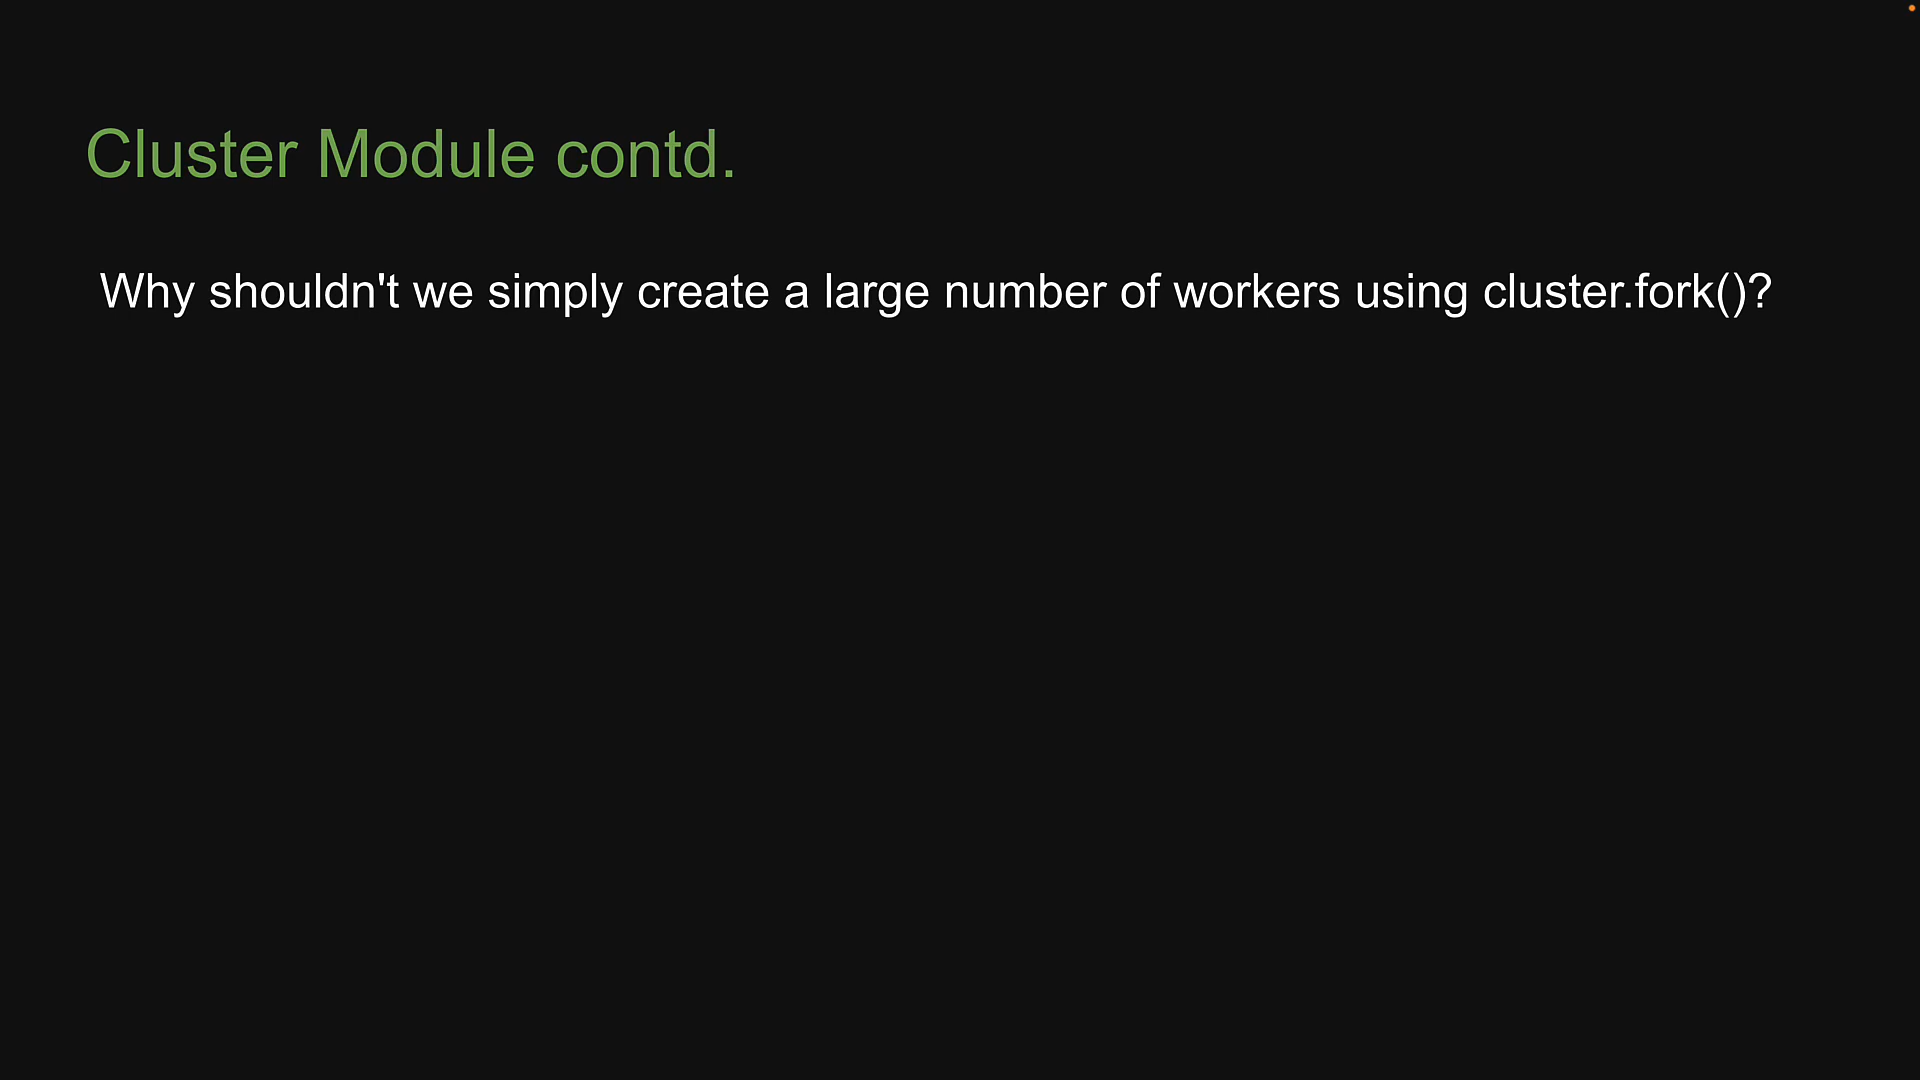 Cluster Module contd.
Why shouldn't we simply create a large number of workers using cluster.fork()?